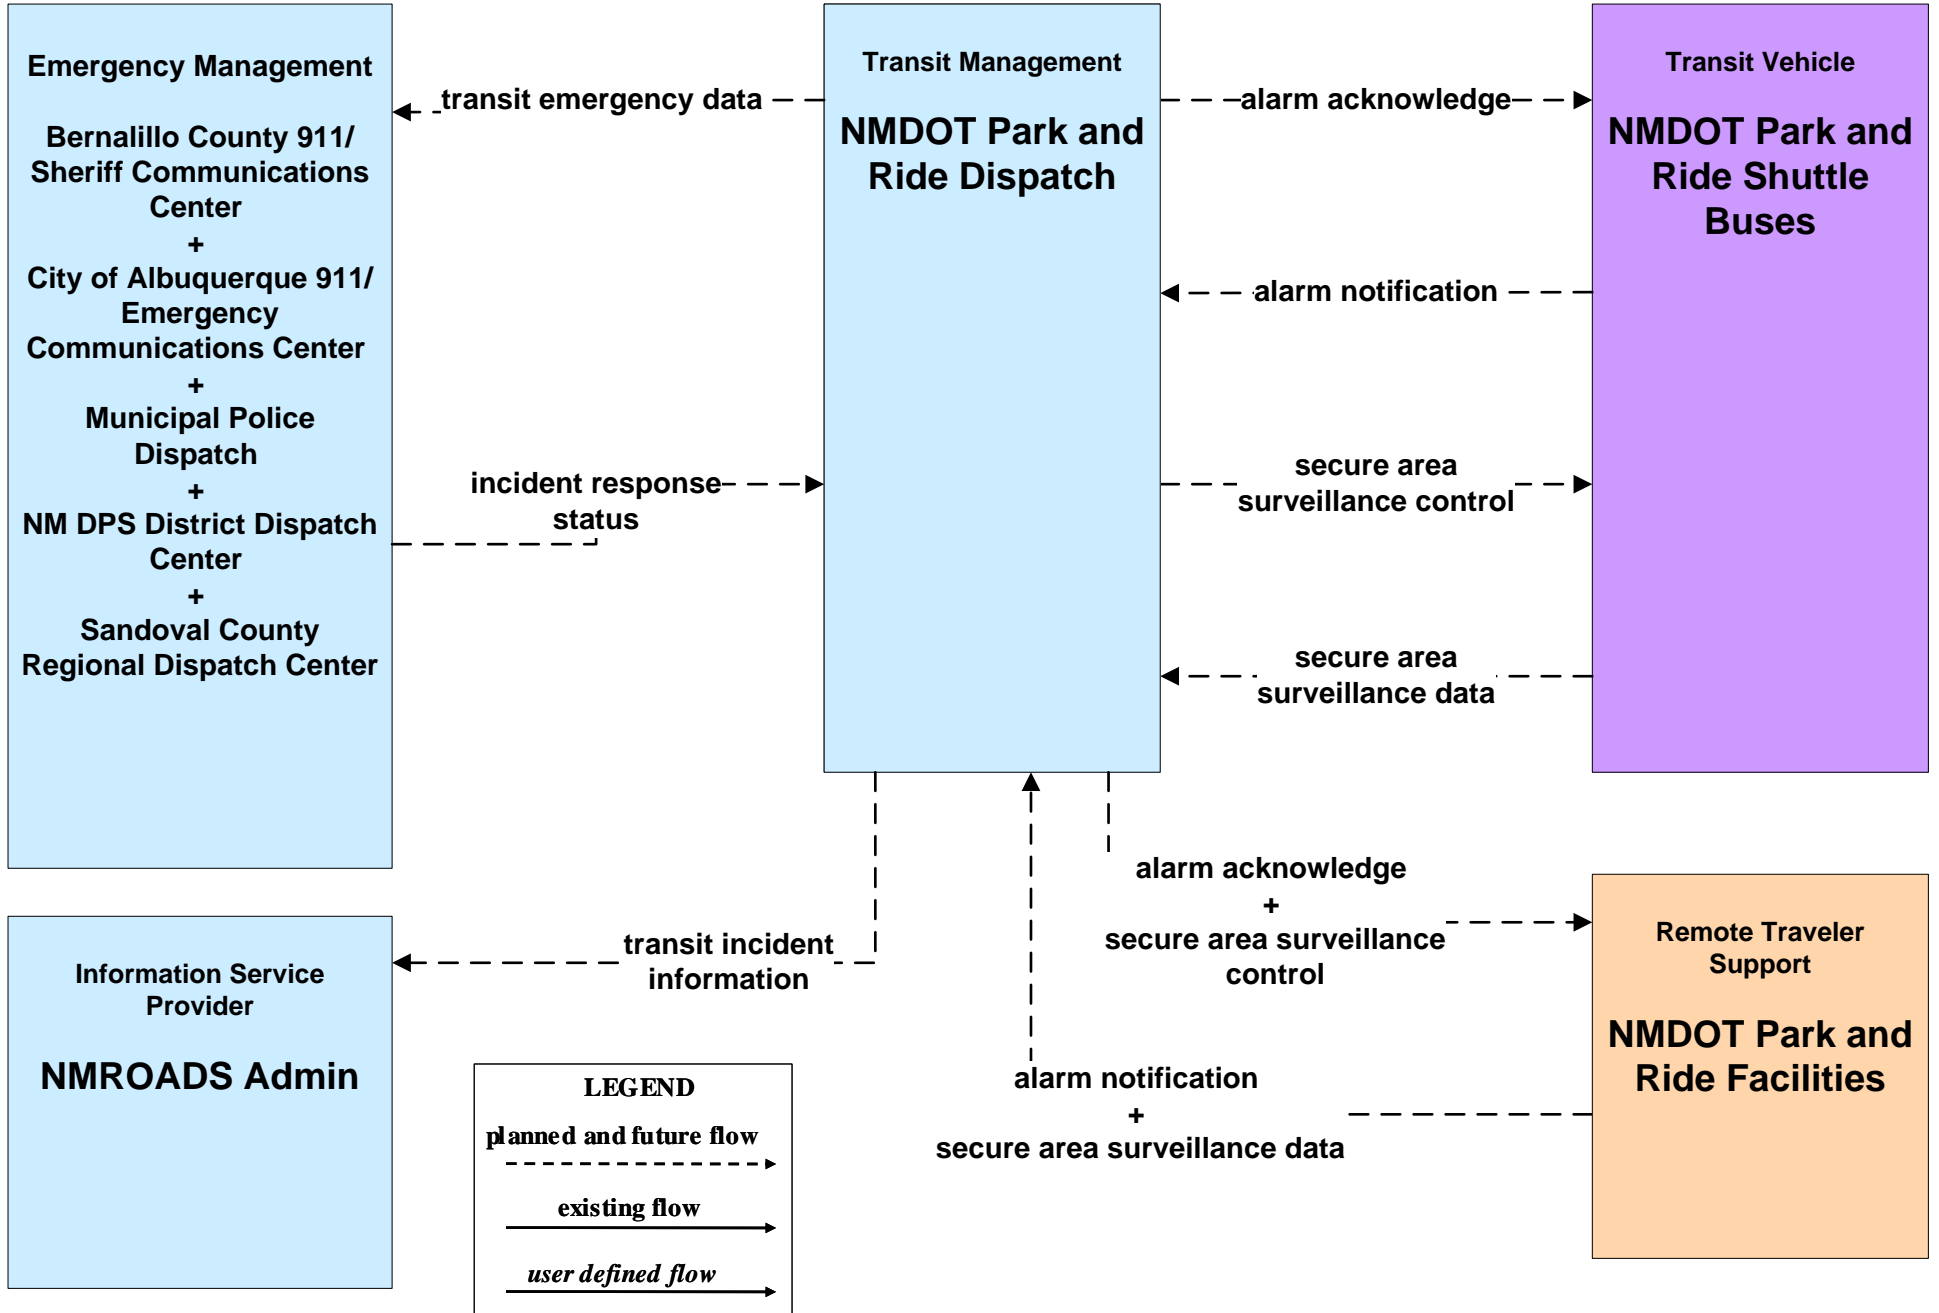 Emergency Management
Bernalillo County 911/
Sheriff Communications
Center
+
City of Albuquerque 911/
Emergency
Communications Center
+
Municipal Police
Dispatch
+
NM DPS District Dispatch
Center
+
Sandoval County
Regional Dispatch Center
transit emergency data
incident response
status
Transit Management
NMDOT Park and
Ride Dispatch
alarm acknowledge
alarm notification
secure area
surveillance control
secure area
surveillance data
Transit Vehicle
NMDOT Park and
Ride Shuttle
Buses
Information Service
Provider
NMROADS Admin
transit incident
information
alarm acknowledge
+
secure area surveillance
control
alarm notification
+
secure area surveillance data
Remote Traveler
Support
NMDOT Park and
Ride Facilities
LEGEND
planned and future flow
existing flow
user defined flow